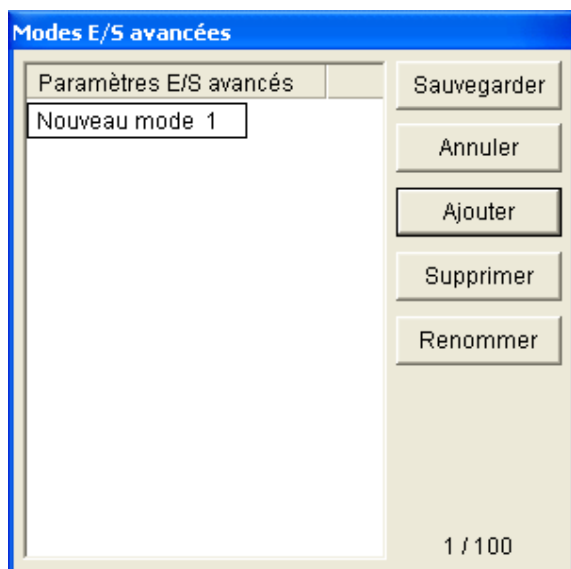 Modes E/S avancées
Paramètres E/S avancés
Nouveau mode 1
Sauvegarder
Annuler
Ajouter
Supprimer
Renommer
1 / 100